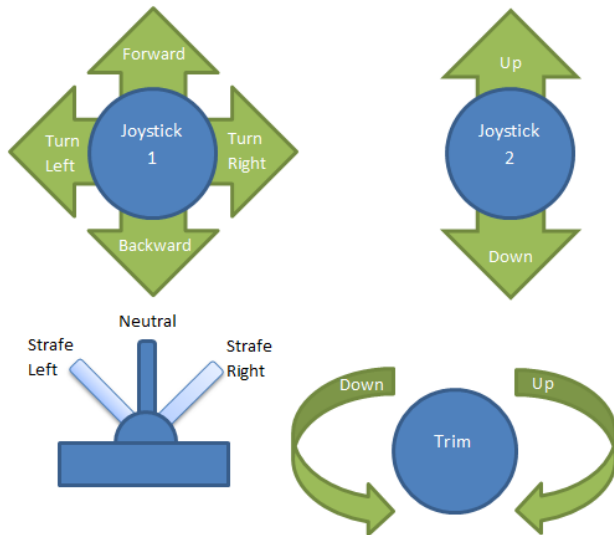 Forward
Up
Joystick
1
Turn
Left
Turn
Right
Joystick
2
Backward
Down
Neutral
Strafe
Left
Strafe
Right
Down
Up
Trim